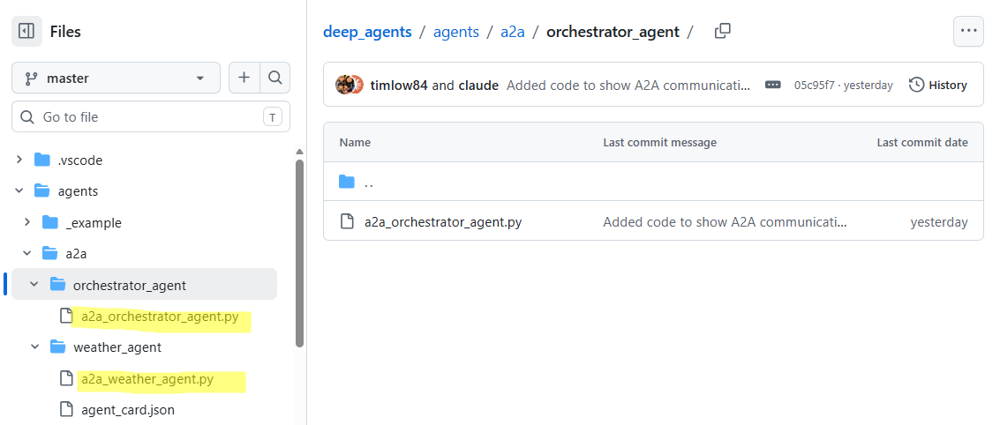 Files
master
Go to file
T
.vscode
agents
_example
a2a
orchestrator_agent
a2a_orchestrator_agent.py
weather_agent
a2a_weather_agent.py
agent_card.json
deep_agents / agents / a2a / orchestrator_agent /
timlow84 and claude Added code to show A2A communicati... 05c95f7 · yesterday History
Name Last commit message Last commit date
..
a2a_orchestrator_agent.py Added code to show A2A communicati... yesterday